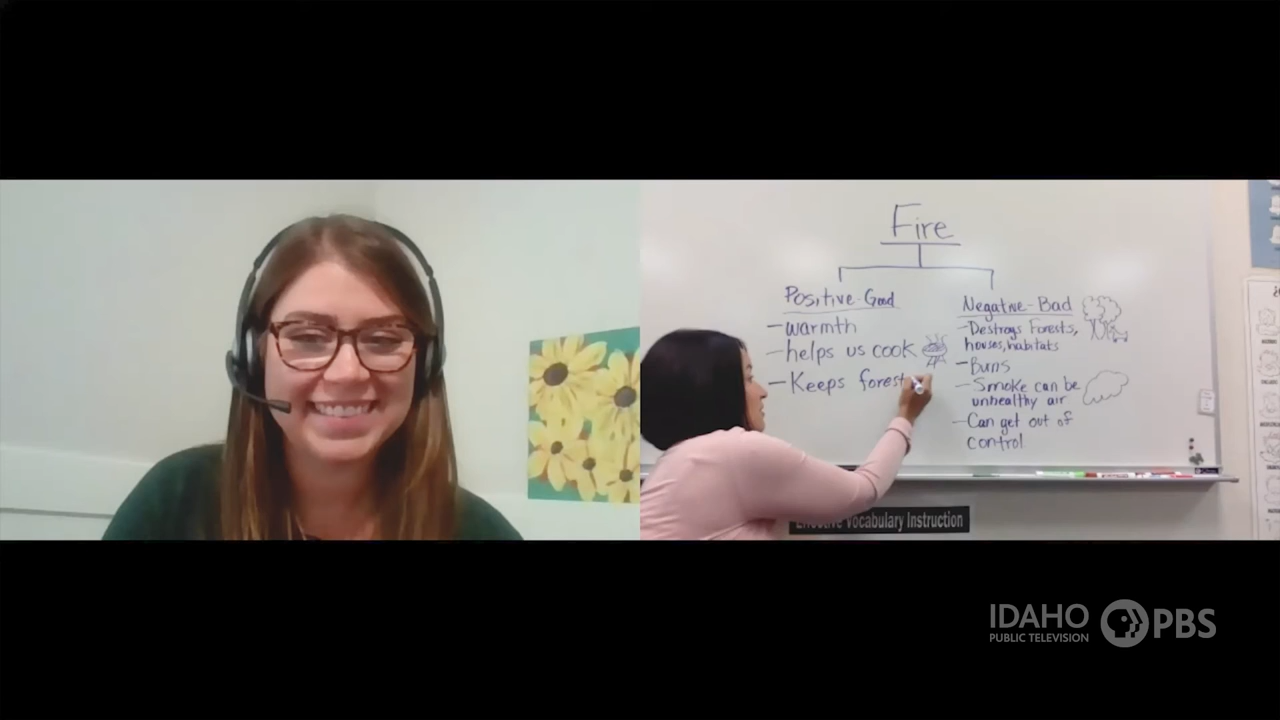 Fire
Positive-Good
-warmth
-helps us cook
-Keeps forest
Negative-Bad
-Destroys Forests,
houses, habitats
-Burns
-Smoke can be
unhealthy air
-Can get out of
control
Effective Vocabulary Instruction
IDAHO
PUBLIC TELEVISION
PBS